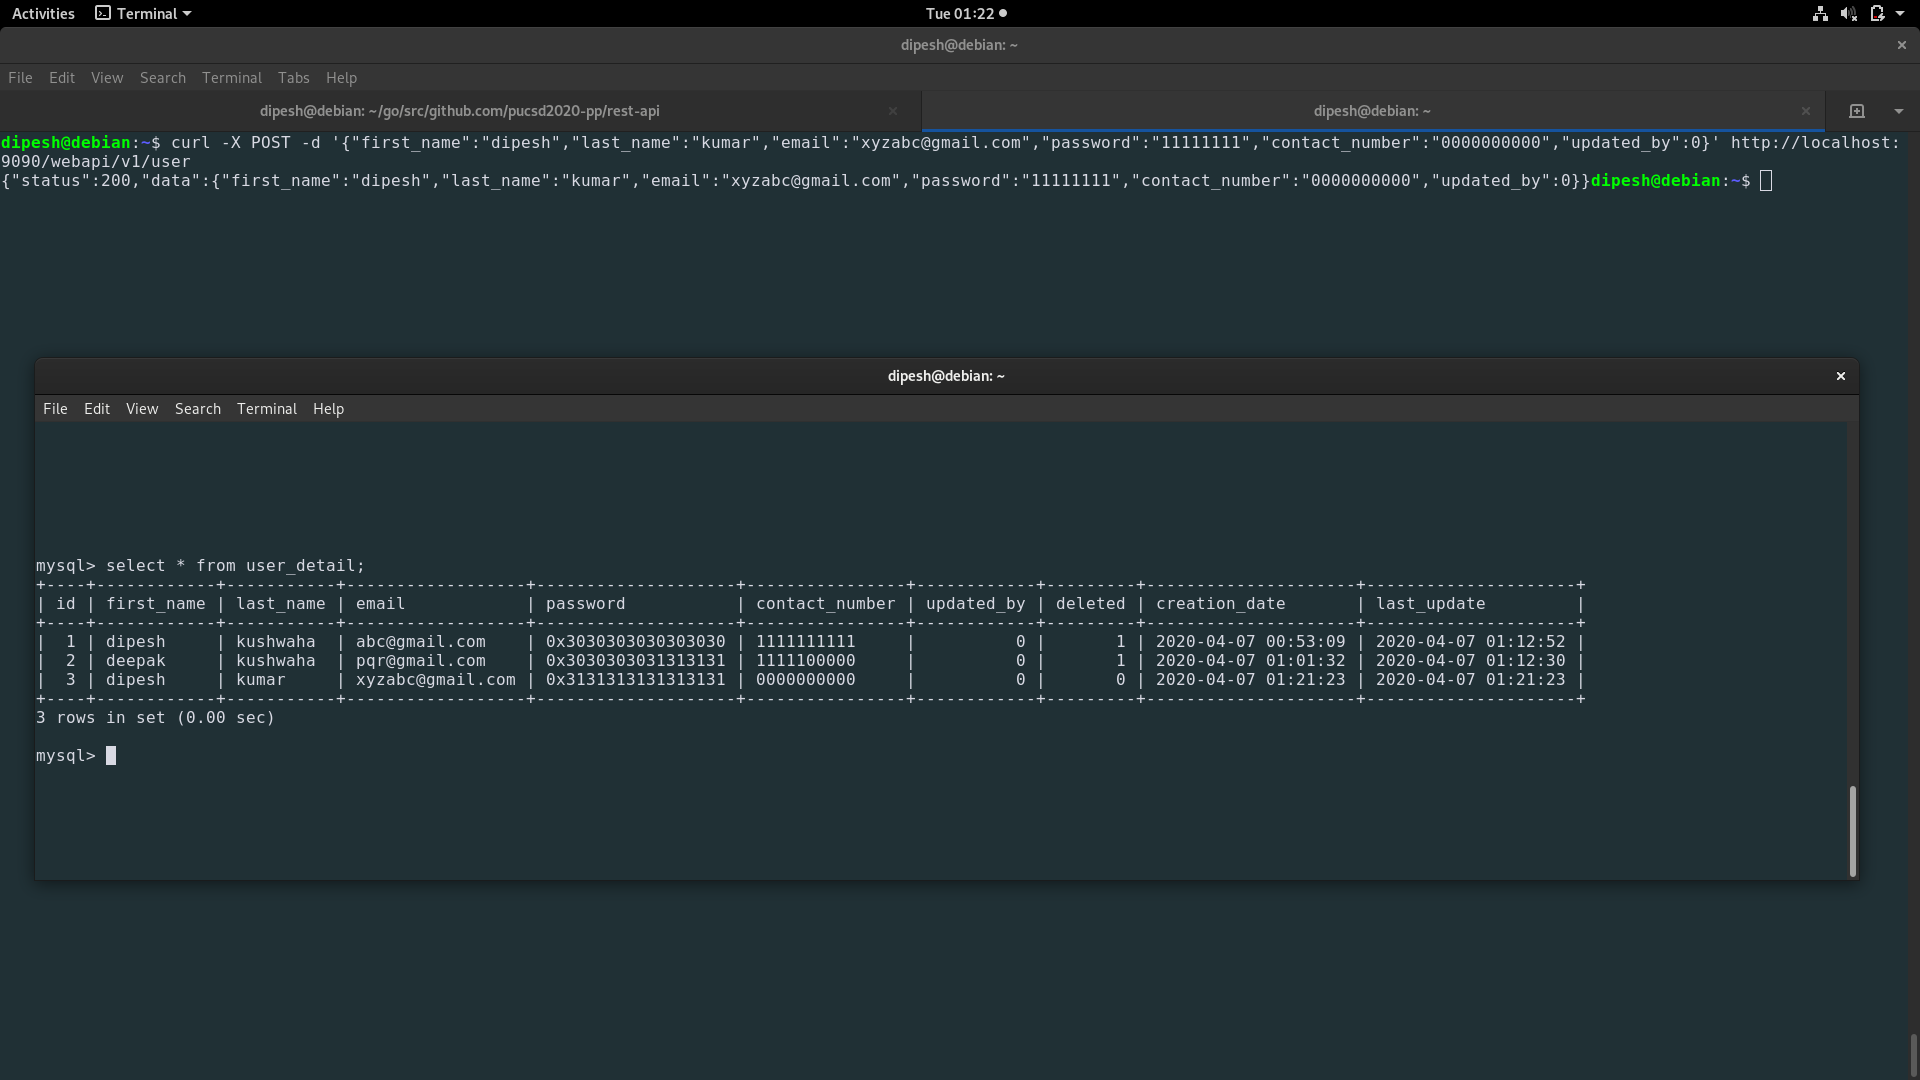 Activities Terminal Tue 01:22
dipesh@debian: ~
File Edit View Search Terminal Tabs Help
dipesh@debian: ~/go/src/github.com/pucsd2020-pp/rest-api dipesh@debian: ~
dipesh@debian:~$ curl -X POST -d '{"first_name":"dipesh","last_name":"kumar","email":"xyzabc@gmail.com","password":"11111111","contact_number":"0000000000","updated_by":0}' http://localhost:
9090/webapi/v1/user
{"status":200,"data":{"first_name":"dipesh","last_name":"kumar","email":"xyzabc@gmail.com","password":"11111111","contact_number":"0000000000","updated_by":0}}dipesh@debian:~$
dipesh@debian: ~
File Edit View Search Terminal Help
mysql> select * from user_detail;
+----+------------+-----------+------------------+--------------------+----------------+------------+---------+---------------------+---------------------+
| id | first_name | last_name | email            | password           | contact_number | updated_by | deleted | creation_date       | last_update         |
+----+------------+-----------+------------------+--------------------+----------------+------------+---------+---------------------+---------------------+
|  1 | dipesh     | kushwaha  | abc@gmail.com    | 0x3030303030303030 | 1111111111     |          0 |       1 | 2020-04-07 00:53:09 | 2020-04-07 01:12:52 |
|  2 | deepak     | kushwaha  | pqr@gmail.com    | 0x3030303031313131 | 1111100000     |          0 |       1 | 2020-04-07 01:01:32 | 2020-04-07 01:12:30 |
|  3 | dipesh     | kumar     | xyzabc@gmail.com | 0x3131313131313131 | 0000000000     |          0 |       0 | 2020-04-07 01:21:23 | 2020-04-07 01:21:23 |
+----+------------+-----------+------------------+--------------------+----------------+------------+---------+---------------------+---------------------+
3 rows in set (0.00 sec)
mysql>